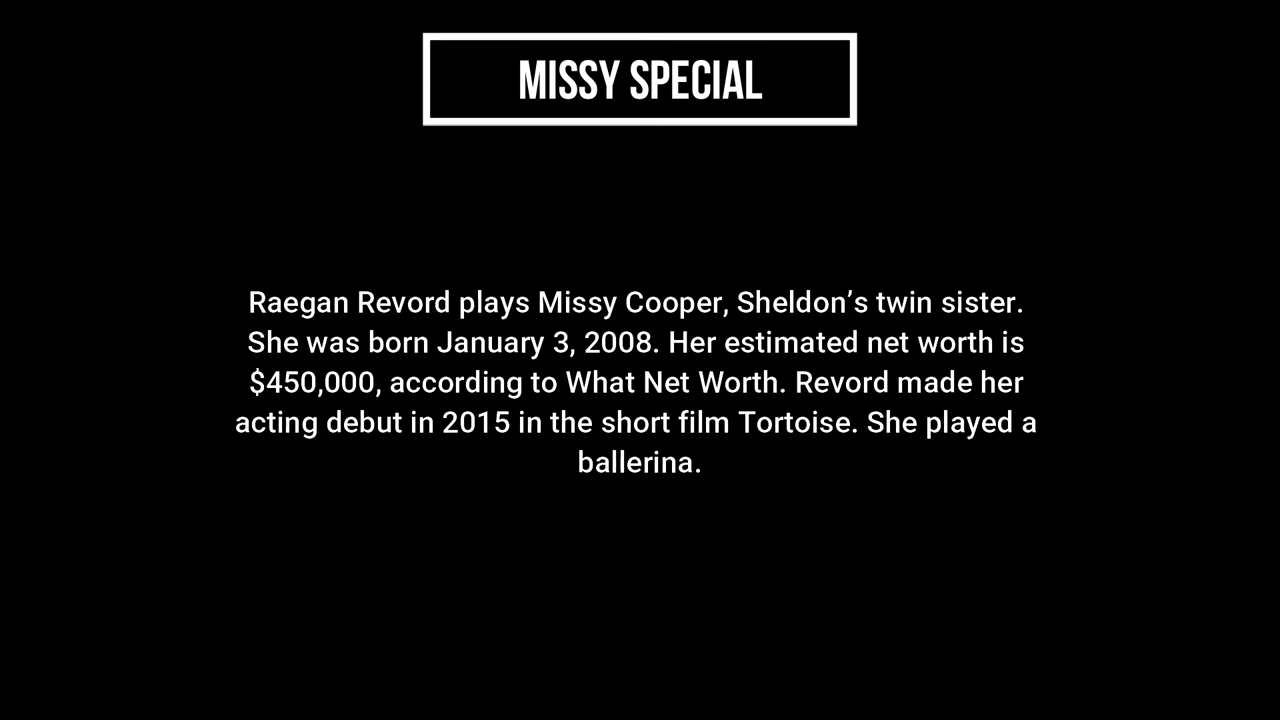 MISSY SPECIAL
Raegan Revord plays Missy Cooper, Sheldon’s twin sister.
She was born January 3, 2008. Her estimated net worth is
$450,000, according to What Net Worth. Revord made her
acting debut in 2015 in the short film Tortoise. She played a
ballerina.